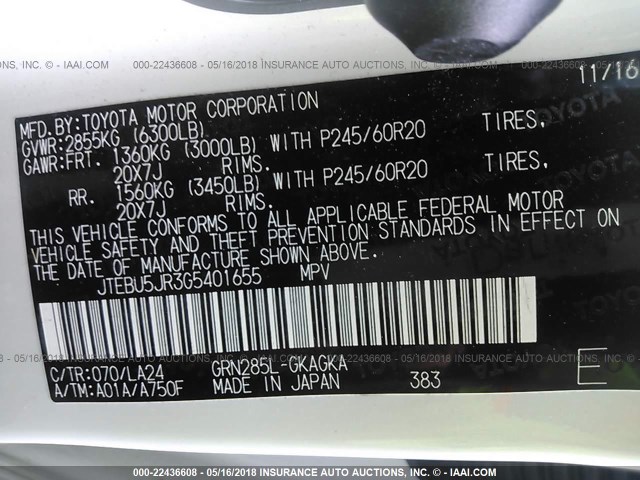 INC. - IAAI.COM 000-22436608 - 05/16/2018 INSURANCE AUTO AUCTIONS, INC. - IAAI.COM
11/16
MFD.BY:TOYOTA MOTOR CORPORATION
GVWR:2855KG (6300LB)
GAWR:FRT. 1360KG (3000LB) WITH P245/60R20 TIRES,
20X7J RIMS.
RR. 1560KG (3450LB) WITH P245/60R20 TIRES,
20X7J RIMS.
THIS VEHICLE CONFORMS TO ALL APPLICABLE FEDERAL MOTOR
VEHICLE SAFETY AND THEFT PREVENTION STANDARDS IN EFFECT ON
THE DATE OF MANUFACTURE SHOWN ABOVE.
JTEBU5JR3G5401655 MPV
C/TR:070/LA24 GRN285L-GKAGKA
A/TM:A01A/A750F MADE IN JAPAN 383 E
000-22436608 - 05/16/2018 INSURANCE AUTO AUCTIONS, INC. - IAAI.COM